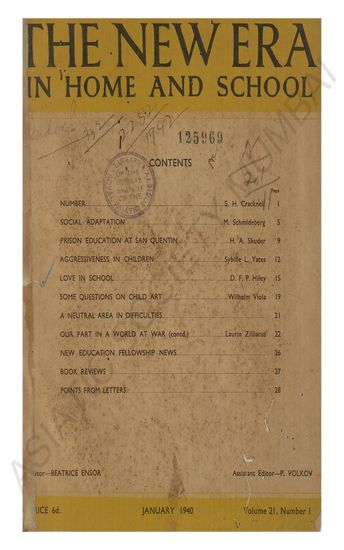 THE NEW ERA
IN HOME AND SCHOOL
1942
125969
CONTENTS
Page
NUMBER S. H. Cracknell 1
SOCIAL ADAPTATION M. Schmideberg 5
PRISON EDUCATION AT SAN QUENTIN H. A. Shuder 9
AGGRESSIVENESS IN CHILDREN Sybille L. Yates 12
LOVE IN SCHOOL D. F. P. Hiley 15
SOME QUESTIONS ON CHILD ART Wilhelm Viola 19
A NEUTRAL AREA IN DIFFICULTIES 21
OUR PART IN A WORLD AT WAR (contd.) Laurin Zilliacus 22
NEW EDUCATION FELLOWSHIP NEWS 26
BOOK REVIEWS 27
POINTS FROM LETTERS 28
itor—BEATRICE ENSOR Assistant Editor—P. VOLKOV
RICE 6d. JANUARY 1940 Volume 21, Number 1